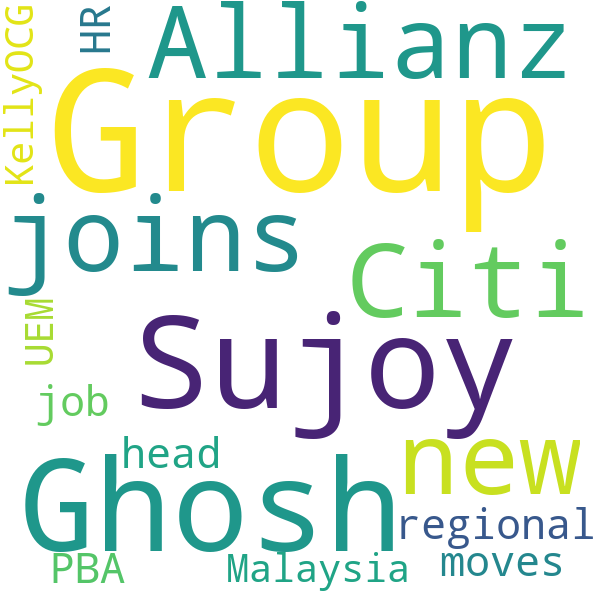 KellyOCG
HR
Allianz
Group
joins
Citi
UEM
Sujoy
job
head
new
Ghosh
regional
PBA
Malaysia
moves